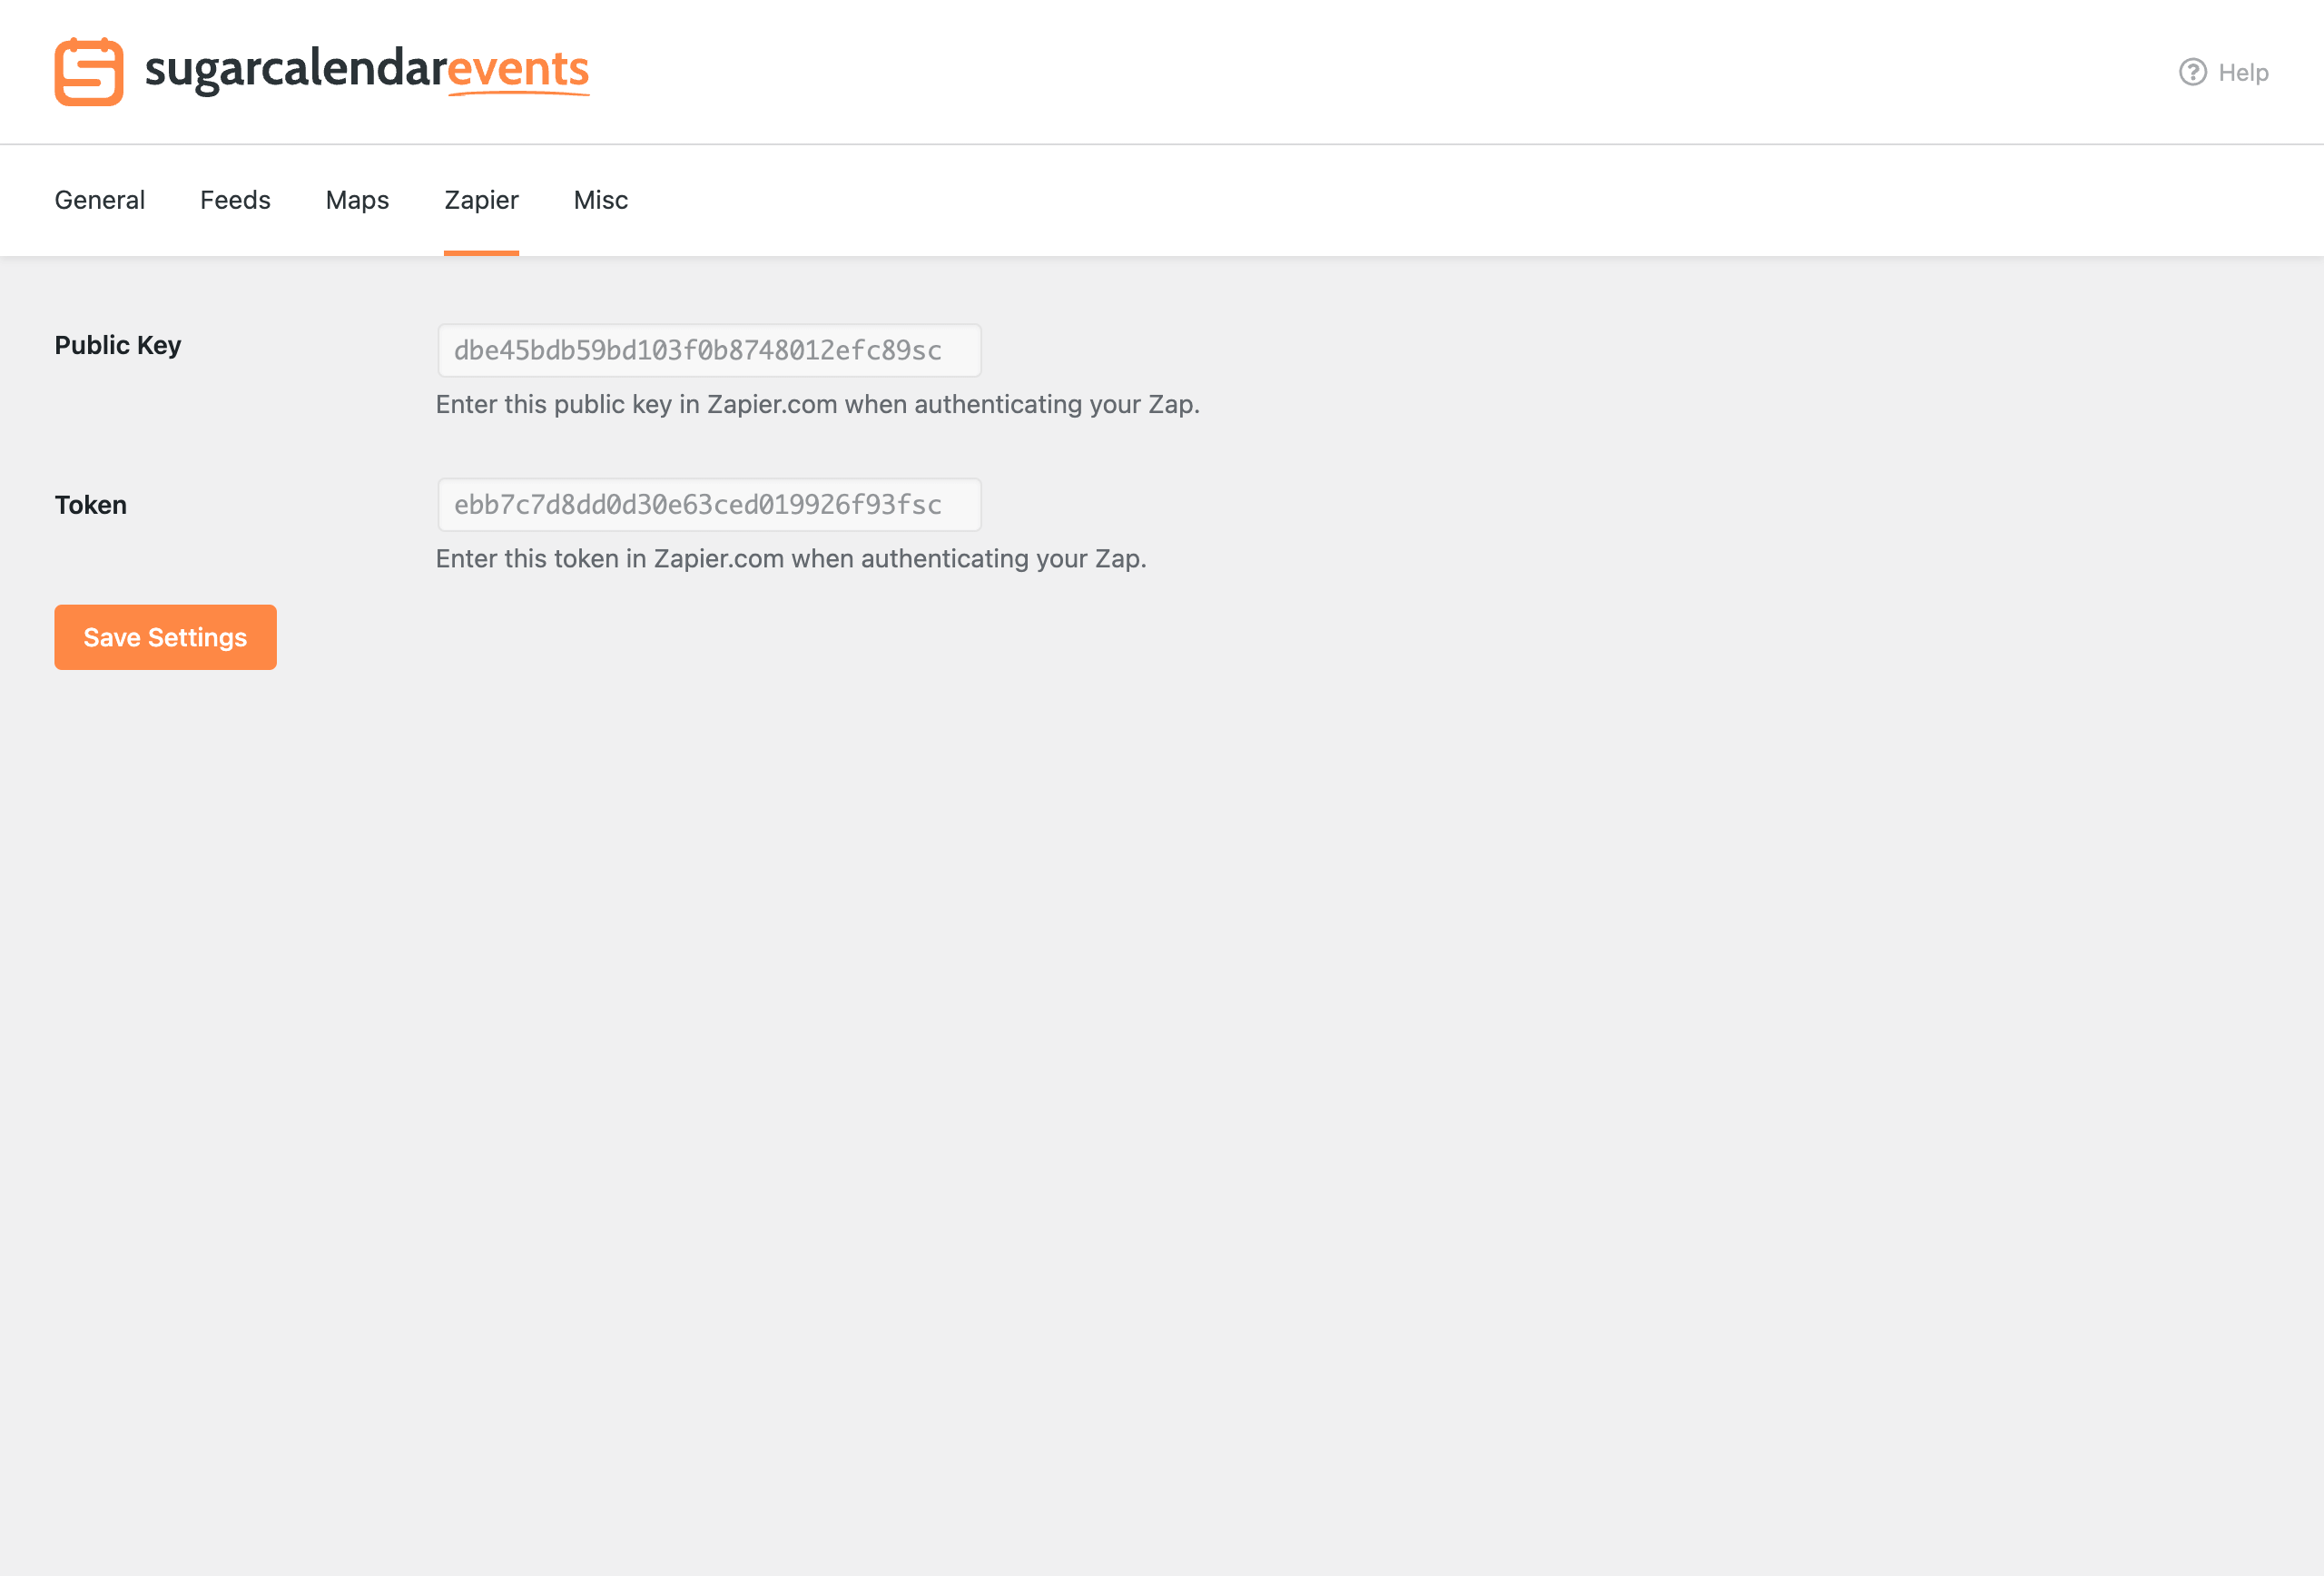 sugarcalendarevents
Help
General Feeds Maps Zapier Misc
Public Key
dbe45bdb59bd103f0b8748012efc89sc
Enter this public key in Zapier.com when authenticating your Zap.
Token
ebb7c7d8dd0d30e63ced019926f93fsc
Enter this token in Zapier.com when authenticating your Zap.
Save Settings